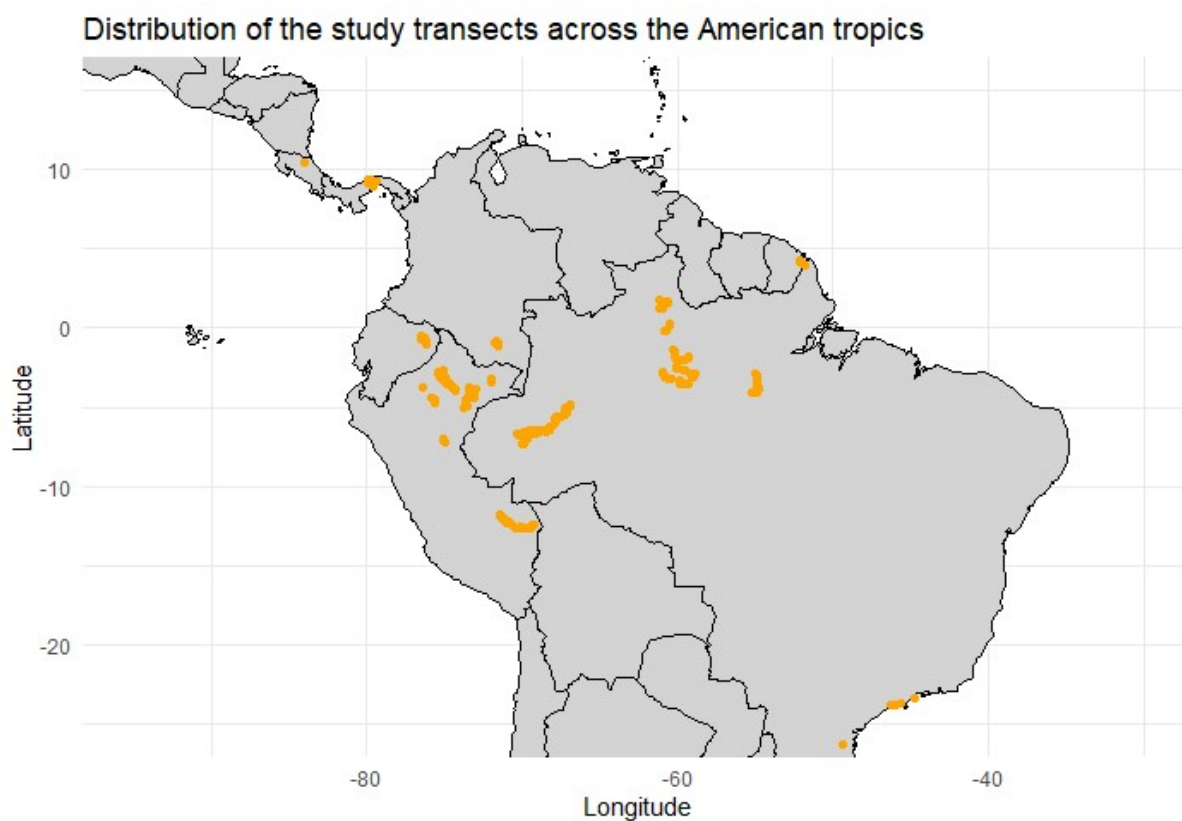 Distribution of the study transects across the American tropics
10
0
-10
-20
Latitude
-80
-60
-40
Longitude